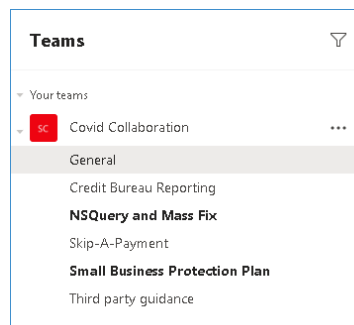 Teams
Your teams
SC Covid Collaboration ...
General
Credit Bureau Reporting
NSQuery and Mass Fix
Skip-A-Payment
Small Business Protection Plan
Third party guidance